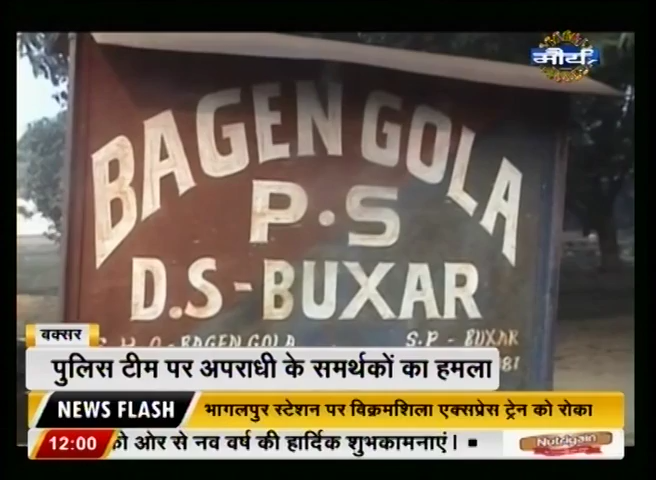 मौर्य
BAGEN GOLA
P.S
D.S-BUXAR
S.H.O-BAGEN GOLA S.P-BUXAR
बक्सर
पुलिस टीम पर अपराधी के समर्थकों का हमला
NEWS FLASH भागलपुर स्टेशन पर विक्रमशिला एक्सप्रेस ट्रेन को रोका
12:00 ओर से नव वर्ष की हार्दिक शुभकामनाएं। Nutrigain